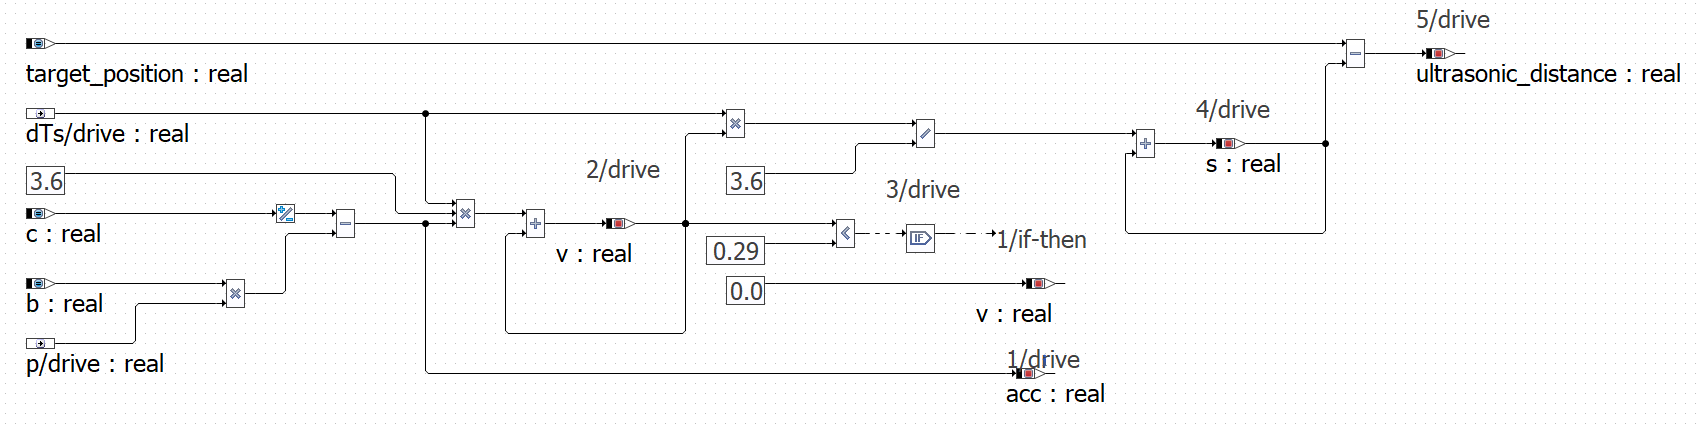 5/drive
target_position : real
ultrasonic_distance : real
dTs/drive : real
4/drive
s : real
3.6
2/drive
3.6
3/drive
c : real
v : real
0.29
1/if-then
b : real
0.0
v : real
p/drive : real
1/drive
acc : real